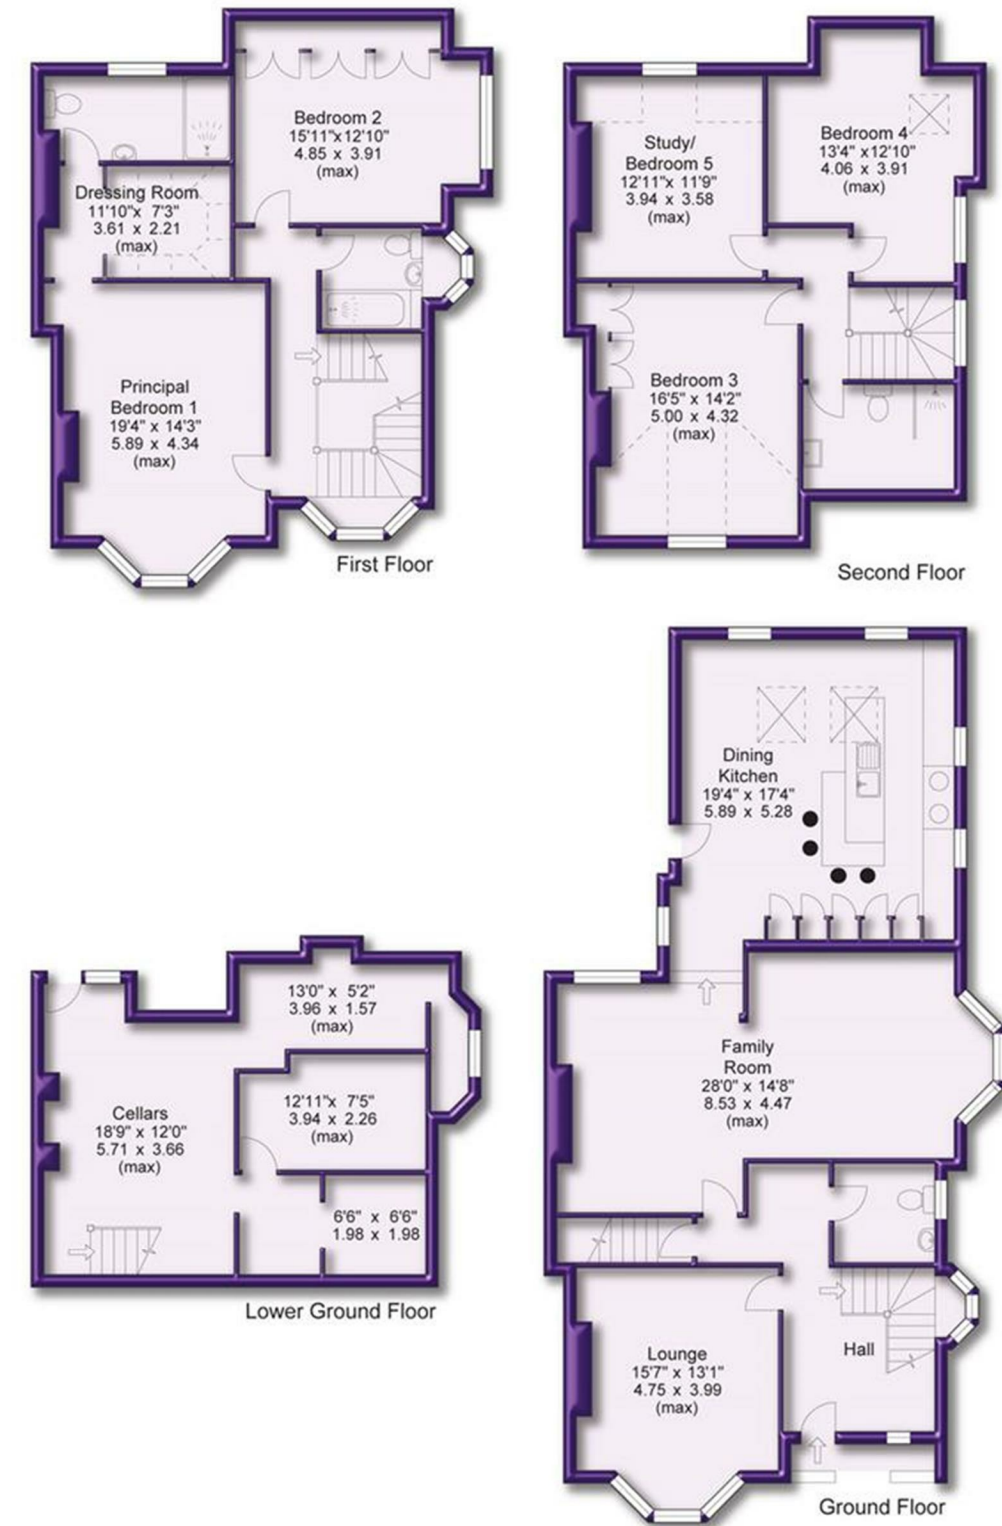 Bedroom 2
15'11"x 12'10"
4.85 x 3.91
(max)
Dressing Room
11'10"x 7'3"
3.61 x 2.21
(max)
Principal
Bedroom 1
19'4" x 14'3"
5.89 x 4.34
(max)
First Floor
Study/
Bedroom 5
12'11"x 11'9"
3.94 x 3.58
(max)
Bedroom 4
13'4" x12'10"
4.06 x 3.91
(max)
Bedroom 3
16'5" x 14'2"
5.00 x 4.32
(max)
Second Floor
Dining
Kitchen
19'4" x 17'4"
5.89 x 5.28
13'0" x 5'2"
3.96 x 1.57
(max)
12'11"x 7'5"
3.94 x 2.26
(max)
Cellars
18'9" x 12'0"
5.71 x 3.66
(max)
6'6" x 6'6"
1.98 x 1.98
Lower Ground Floor
Family
Room
28'0" x 14'8"
8.53 x 4.47
(max)
Lounge
15'7" x 13'1"
4.75 x 3.99
(max)
Hall
Ground Floor